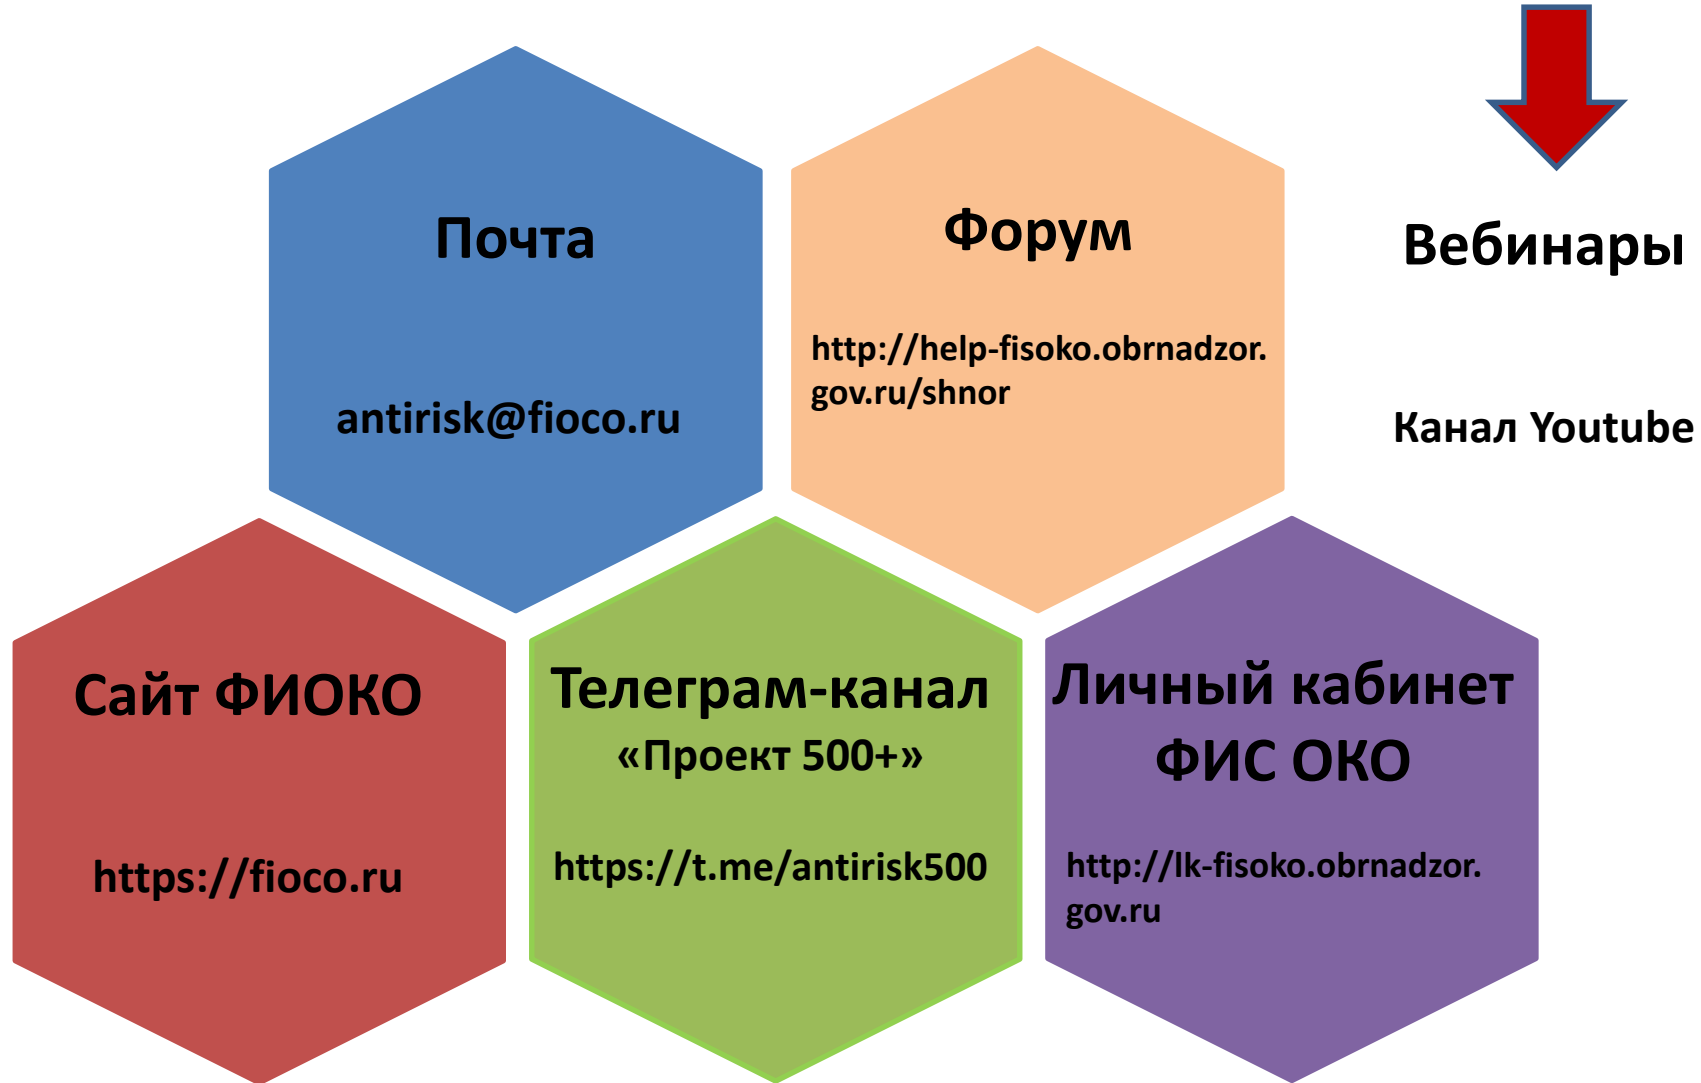 Почта
antirisk@fioco.ru
Форум
http://help-fisoko.obrnadzor.
gov.ru/shnor
Вебинары
Канал Youtube
Сайт ФИОКО
https://fioco.ru
Телеграм-канал
«Проект 500+»
https://t.me/antirisk500
Личный кабинет
ФИС ОКО
http://lk-fisoko.obrnadzor.
gov.ru